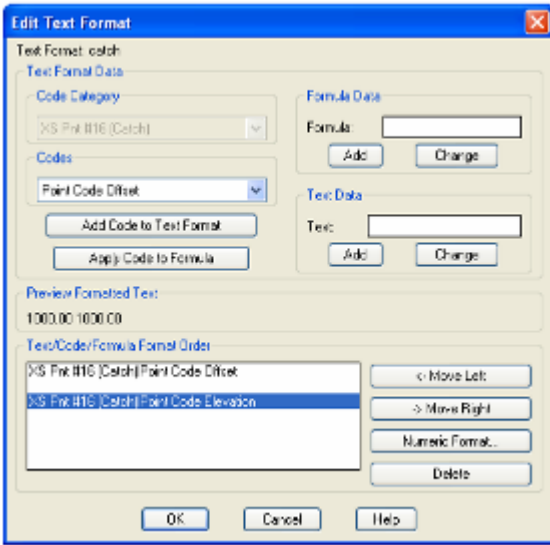 Edit Text Format
Text Format: catch
Text Format Data
Code Category
XS Pnt #16 (Catch)
Codes
Point Code Offset
Add Code to Text Format
Apply Code to Formula
Formula Data
Formula:
Add Change
Text Data
Text:
Add Change
Preview Formatted Text
1000.00 1000.00
Text/Code/Formula Format Order
XS Pnt #16 (Catch) Point Code Offset
XS Pnt #16 (Catch) Point Code Elevation
<- Move Left
-> Move Right
Numeric Format...
Delete
OK Cancel Help